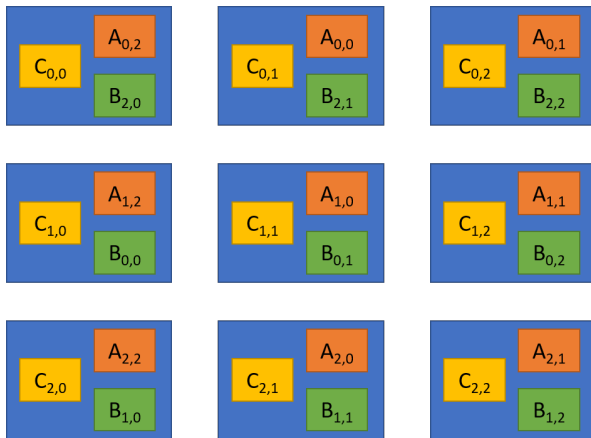 A0,2 A0,0 A0,1
C0,0 C0,1 C0,2
B2,0 B2,1 B2,2
A1,2 A1,0 A1,1
C1,0 C1,1 C1,2
B0,0 B0,1 B0,2
A2,2 A2,0 A2,1
C2,0 C2,1 C2,2
B1,0 B1,1 B1,2